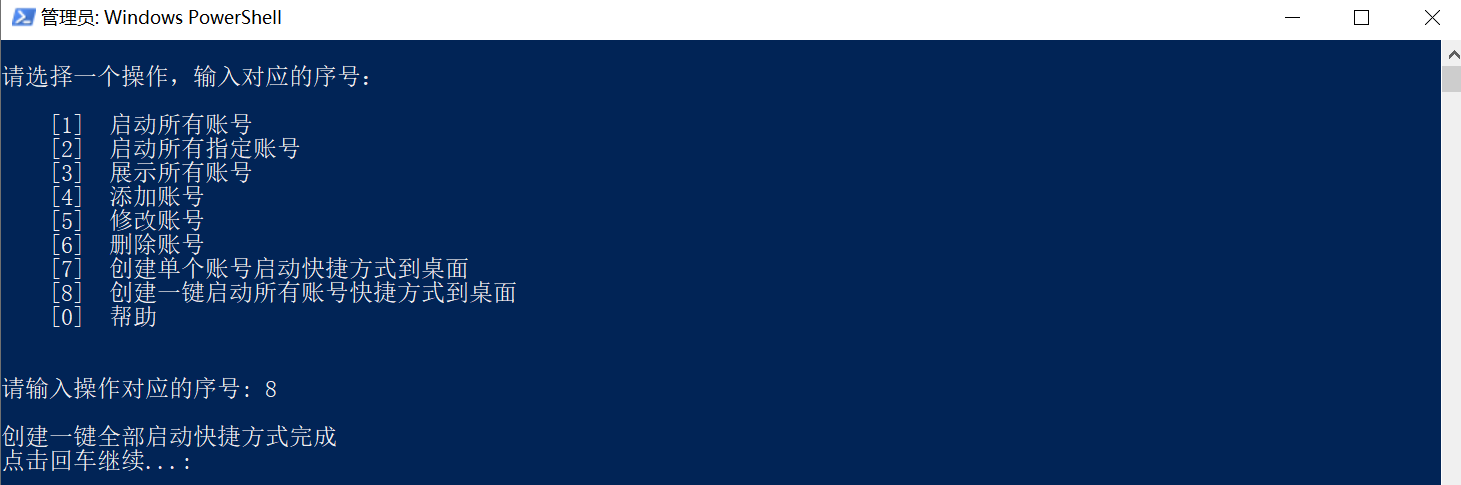 管理员: Windows PowerShell
请选择一个操作，输入对应的序号：
[1] 启动所有账号
[2] 启动所有指定账号
[3] 展示所有账号
[4] 添加账号
[5] 修改账号
[6] 删除账号
[7] 创建单个账号启动快捷方式到桌面
[8] 创建一键启动所有账号快捷方式到桌面
[0] 帮助
请输入操作对应的序号: 8
创建一键全部启动快捷方式完成
点击回车继续...: